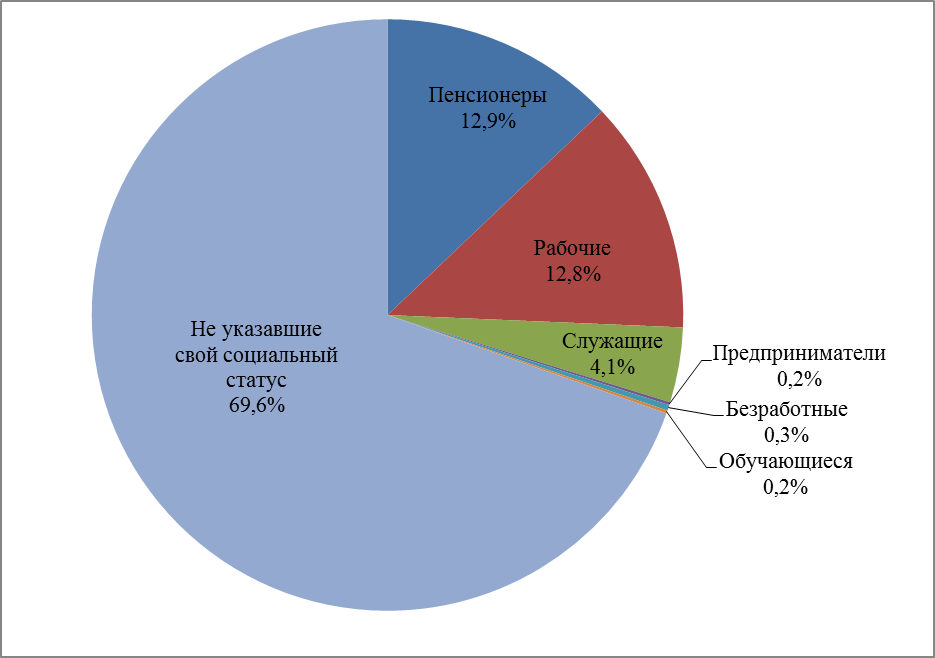 Пенсионеры
12,9%
Рабочие
12,8%
Служащие
4,1%
Предприниматели
0,2%
Безработные
0,3%
Обучающиеся
0,2%
Не указавшие
свой социальный
статус
69,6%